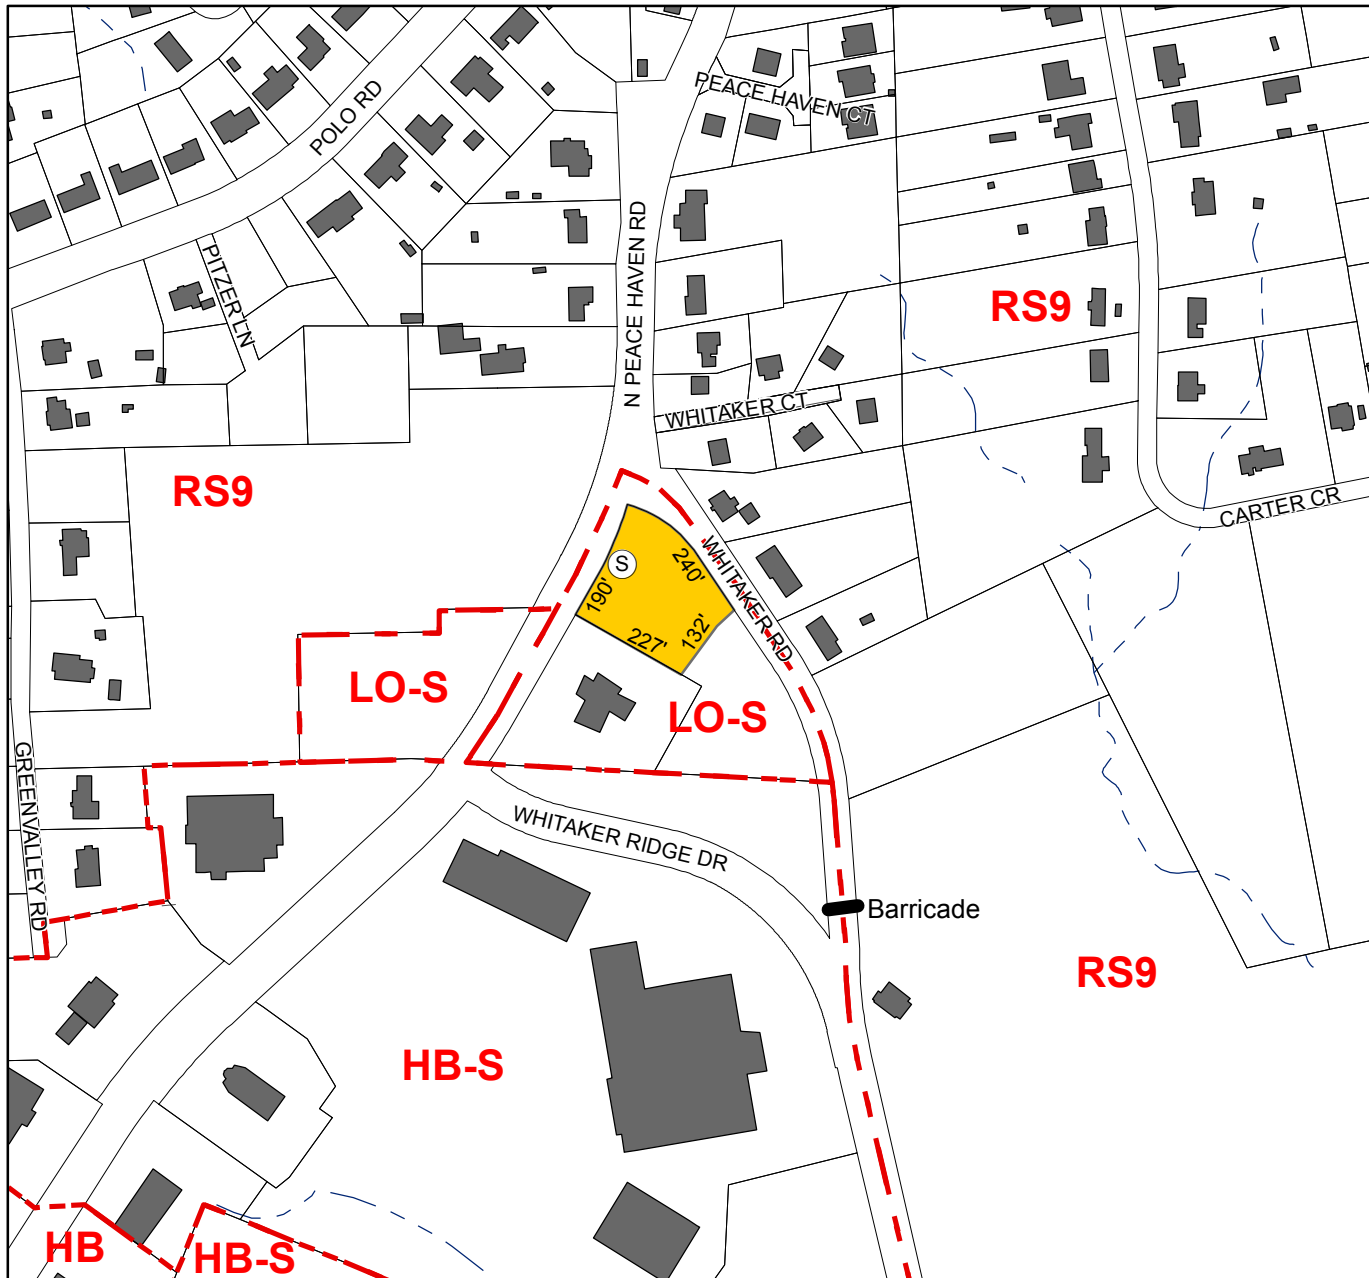 PEACE HAVEN CT
POLO RD
N PEACE HAVEN RD
PITZER LN
RS9
WHITAKER CT
RS9
CARTER CR
S
240'
WHITAKER RD
190'
227'
132'
LO-S
LO-S
GREENVALLEY RD
WHITAKER RIDGE DR
Barricade
RS9
HB-S
HB
HB-S